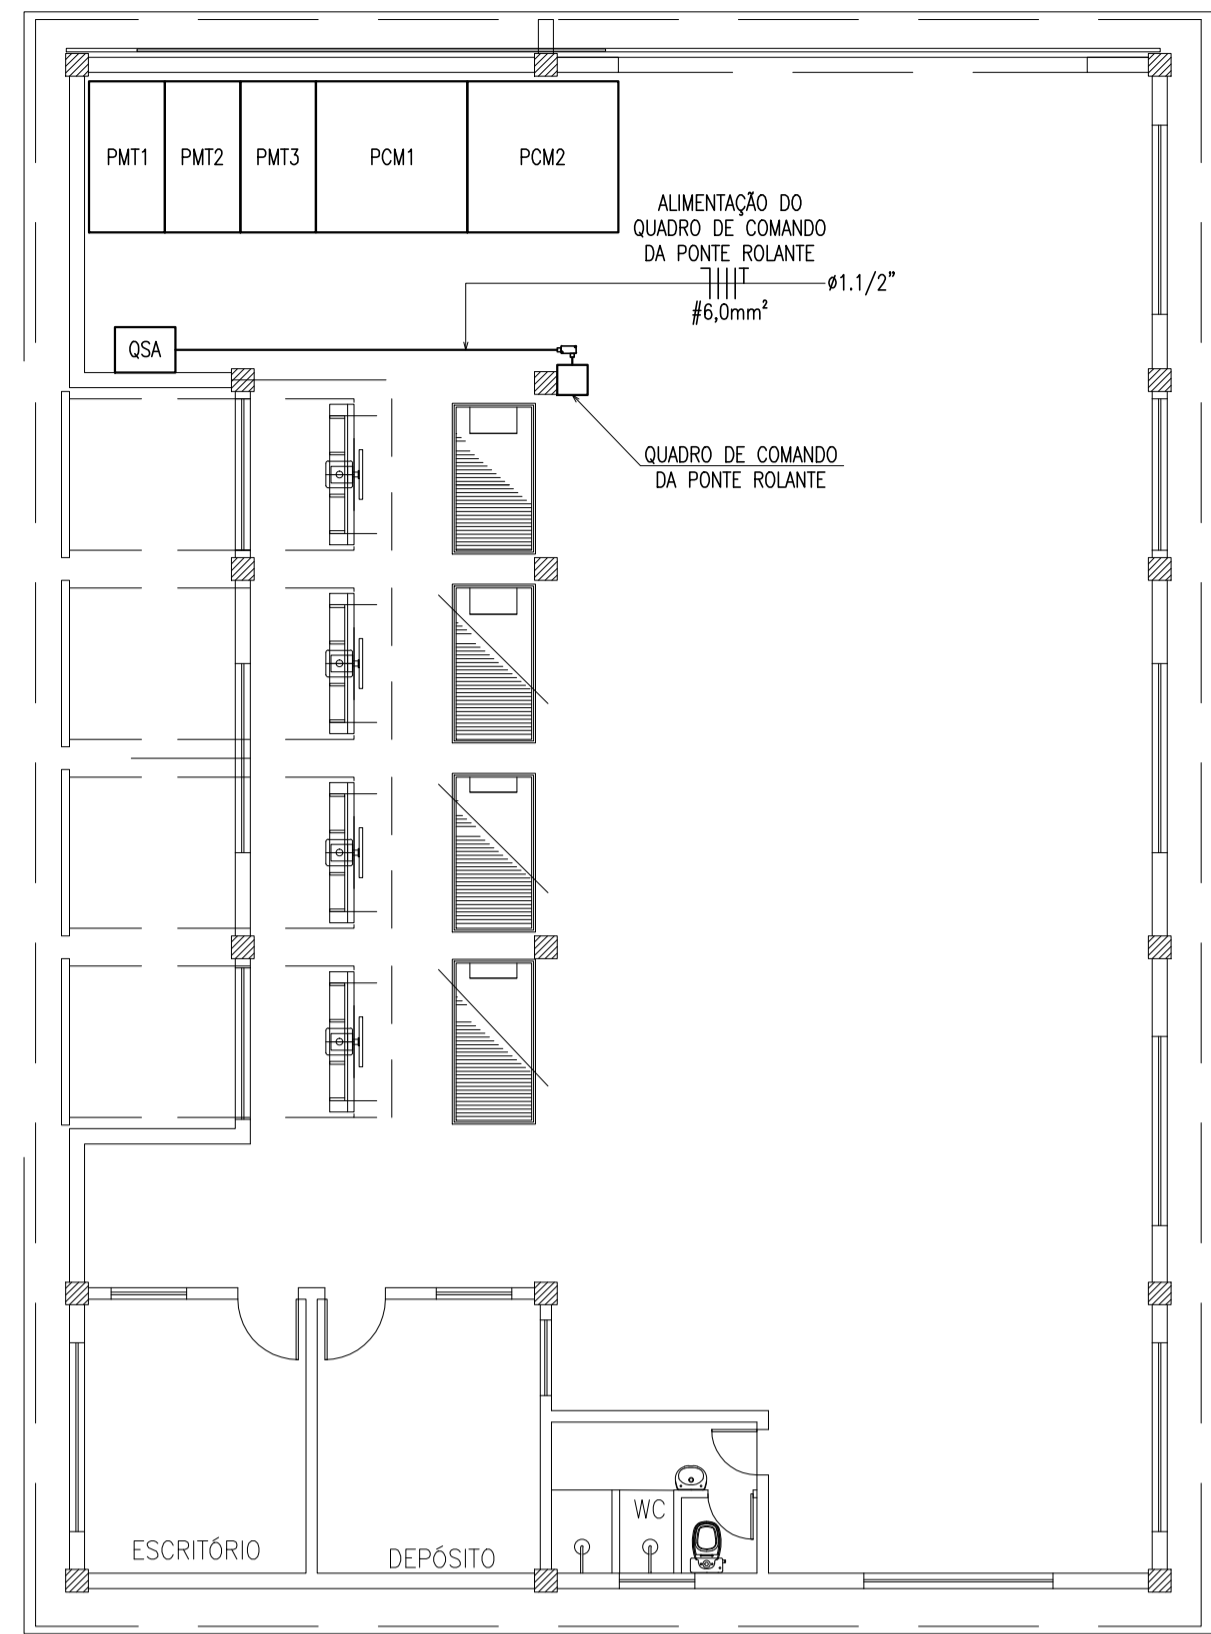 PMT1
PMT2
PMT3
PCM1
PCM2
ALIMENTAÇÃO DO
QUADRO DE COMANDO
DA PONTE ROLANTE
ø1.1/2"
#6,0mm²
QSA
QUADRO DE COMANDO
DA PONTE ROLANTE
WC
ESCRITÓRIO
DEPÓSITO